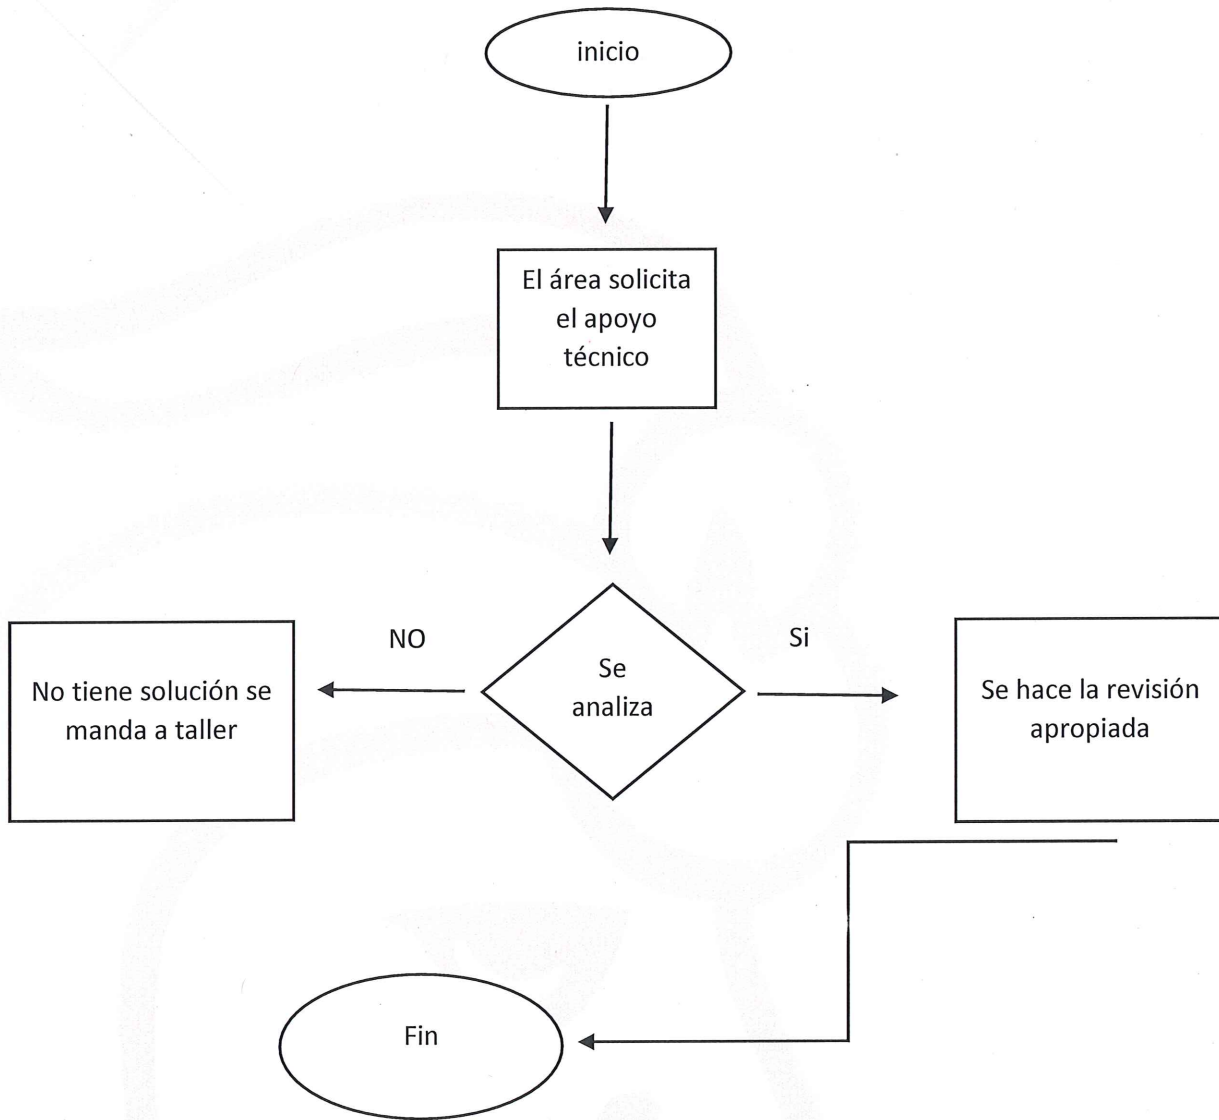 inicio
El área solicita
el apoyo
técnico
NO
Si
Se
analiza
No tiene solución se
manda a taller
Se hace la revisión
apropiada
Fin